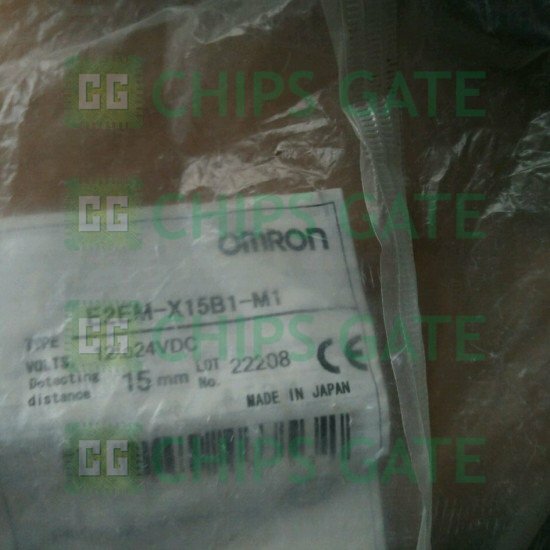 CG CHIPS GATE
CG CHIPS GATE
OMRON
E2EM-X15B1-M1
TYPE
VOLTS 12-24VDC
Detecting distance 15 mm
LOT No. 22208
CE
MADE IN JAPAN
CG CHIPS GATE
CG CHIPS GATE